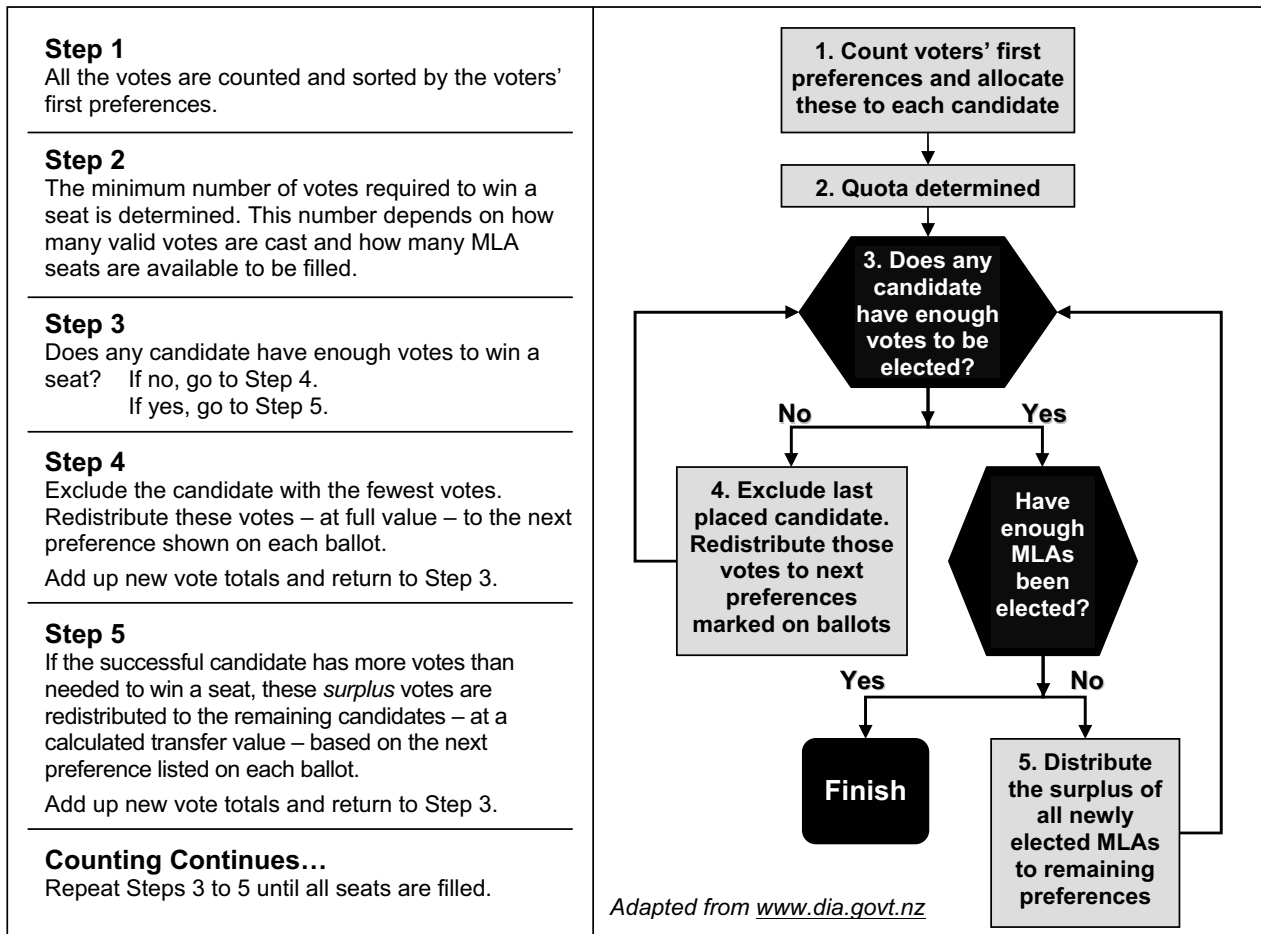 Step 1
All the votes are counted and sorted by the voters’
first preferences.
Step 2
The minimum number of votes required to win a
seat is determined. This number depends on how
many valid votes are cast and how many MLA
seats are available to be filled.
Step 3
Does any candidate have enough votes to win a
seat? If no, go to Step 4.
If yes, go to Step 5.
Step 4
Exclude the candidate with the fewest votes.
Redistribute these votes – at full value – to the next
preference shown on each ballot.
Add up new vote totals and return to Step 3.
Step 5
If the successful candidate has more votes than
needed to win a seat, these surplus votes are
redistributed to the remaining candidates – at a
calculated transfer value – based on the next
preference listed on each ballot.
Add up new vote totals and return to Step 3.
Counting Continues…
Repeat Steps 3 to 5 until all seats are filled.
1. Count voters’ first
preferences and allocate
these to each candidate
2. Quota determined
3. Does any
candidate
have enough
votes to be
elected?
No
Yes
4. Exclude last
placed candidate.
Redistribute those
votes to next
preferences
marked on ballots
Have
enough
MLAs
been
elected?
Yes
No
Finish
5. Distribute
the surplus of
all newly
elected MLAs
to remaining
preferences
Adapted from www.dia.govt.nz